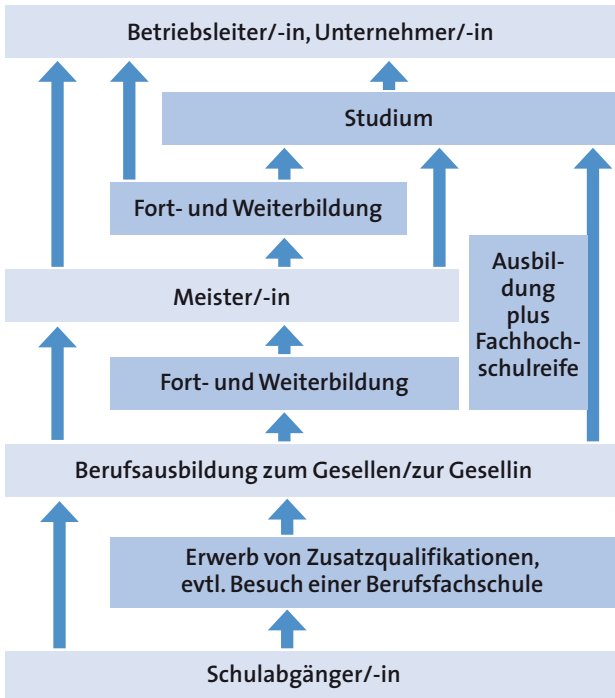 Betriebsleiter/-in, Unternehmer/-in
Studium
Fort- und Weiterbildung
Meister/-in
Ausbil-
dung
plus
Fachhoch-
schulreife
Fort- und Weiterbildung
Berufsausbildung zum Gesellen/zur Gesellin
Erwerb von Zusatzqualifikationen,
evtl. Besuch einer Berufsfachschule
Schulabgänger/-in